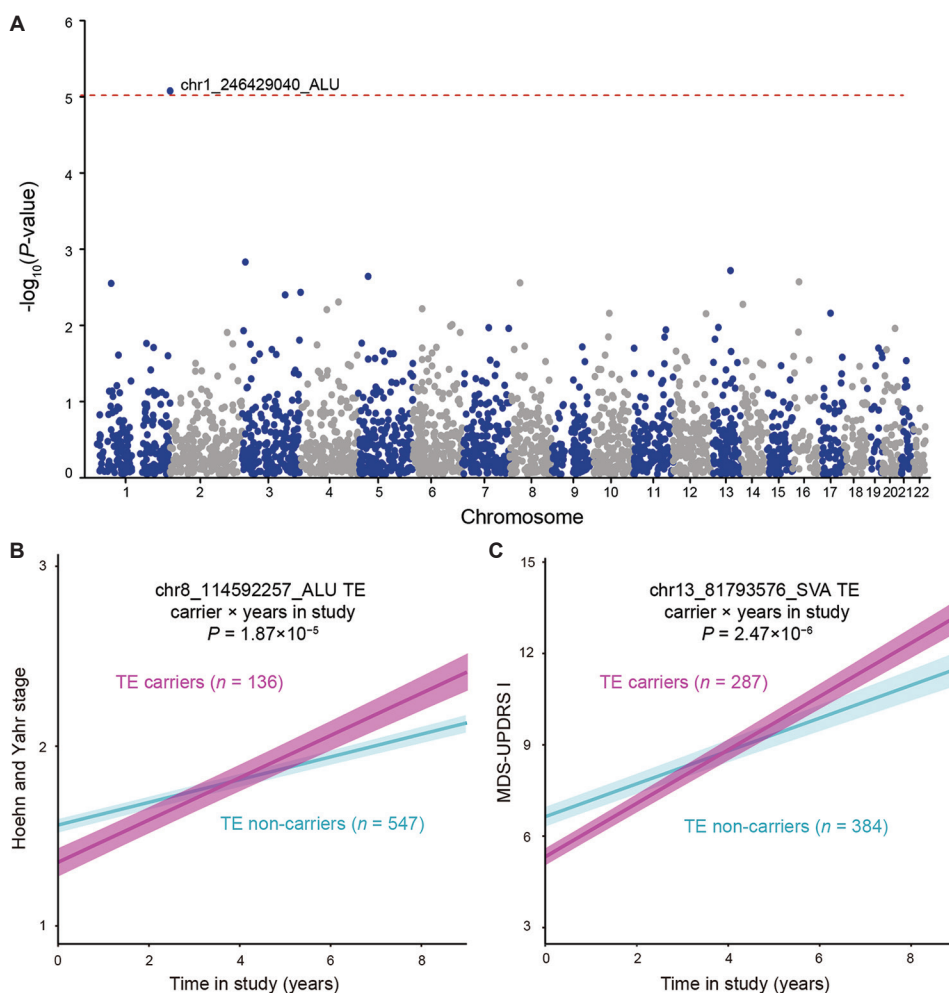 A
6
5
4
3
2
1
0
-log10(P-value)
chr1_246429040_ALU
1 2 3 4 5 6 7 8 9 10 11 12 13 14 15 16 17 18 19 20 21 22
Chromosome
B
3
2
1
Hoehn and Yahr stage
chr8_114592257_ALU TE
carrier × years in study
P = 1.87×10⁻⁵
TE carriers (n = 136)
TE non-carriers (n = 547)
0 2 4 6 8
Time in study (years)
C
15
12
9
6
3
MDS-UPDRS I
chr13_81793576_SVA TE
carrier × years in study
P = 2.47×10⁻⁶
TE carriers (n = 287)
TE non-carriers (n = 384)
0 2 4 6 8
Time in study (years)